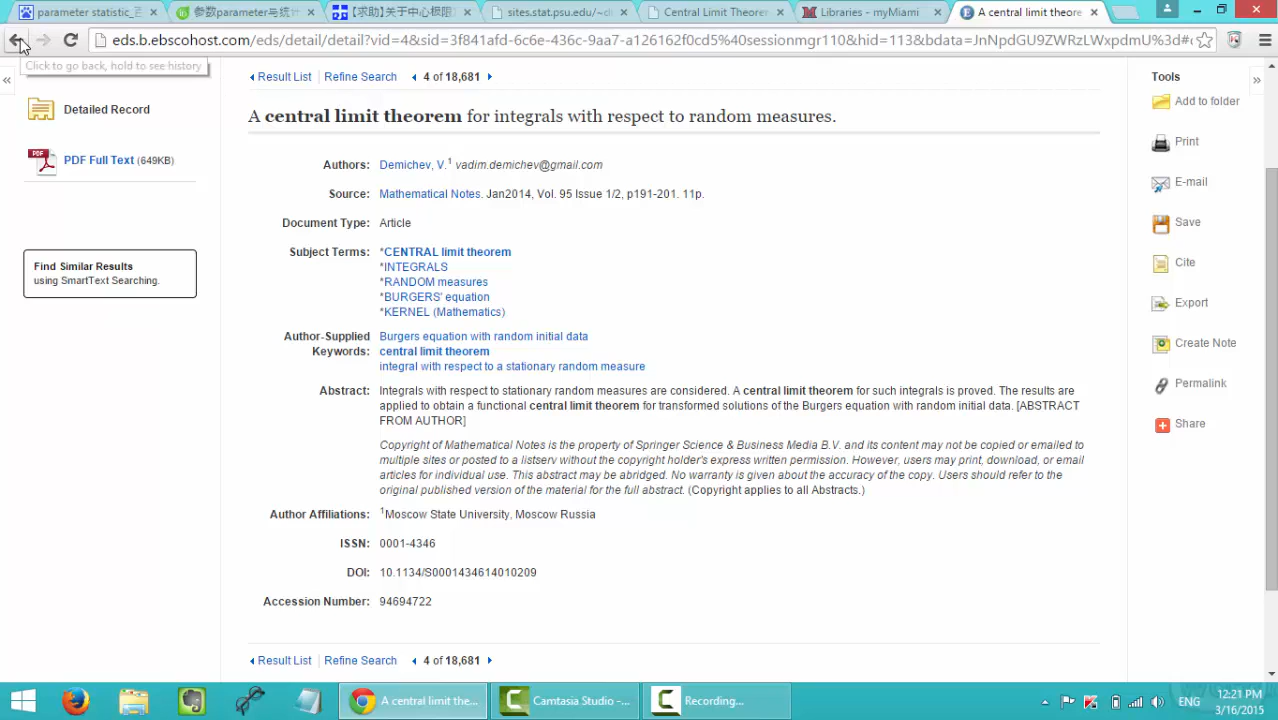 parameter statistic_百
参数parameter与统计
【求助】关于中心极限
sites.stat.psu.edu/~d
Central Limit Theorem
Libraries - myMiami
A central limit theore
eds.b.ebscohost.com/eds/detail/detail?vid=4&sid=3f841afd-6c6e-436c-9aa7-a126162f0cd5%40sessionmgr110&hid=113&bdata=JnNpdGU9ZWRzLWxpdmU%3d#
Click to go back, hold to see history
Result List
Refine Search
4 of 18,681
Tools
Detailed Record
PDF Full Text (649KB)
Find Similar Results
using SmartText Searching.
A central limit theorem for integrals with respect to random measures.
Authors: Demichev, V.1 vadim.demichev@gmail.com
Source: Mathematical Notes. Jan2014, Vol. 95 Issue 1/2, p191-201. 11p.
Document Type: Article
Subject Terms: *CENTRAL limit theorem
*INTEGRALS
*RANDOM measures
*BURGERS' equation
*KERNEL (Mathematics)
Author-Supplied Burgers equation with random initial data
Keywords: central limit theorem
integral with respect to a stationary random measure
Abstract: Integrals with respect to stationary random measures are considered. A central limit theorem for such integrals is proved. The results are
applied to obtain a functional central limit theorem for transformed solutions of the Burgers equation with random initial data. [ABSTRACT
FROM AUTHOR]
Copyright of Mathematical Notes is the property of Springer Science & Business Media B.V. and its content may not be copied or emailed to
multiple sites or posted to a listserv without the copyright holder's express written permission. However, users may print, download, or email
articles for individual use. This abstract may be abridged. No warranty is given about the accuracy of the copy. Users should refer to the
original published version of the material for the full abstract. (Copyright applies to all Abstracts.)
Author Affiliations: 1Moscow State University, Moscow Russia
ISSN: 0001-4346
DOI: 10.1134/S0001434614010209
Accession Number: 94694722
Result List
Refine Search
4 of 18,681
Add to folder
Print
E-mail
Save
Cite
Export
Create Note
Permalink
Share
A central limit the...
Camtasia Studio -...
Recording...
ENG
12:21 PM
3/16/2015